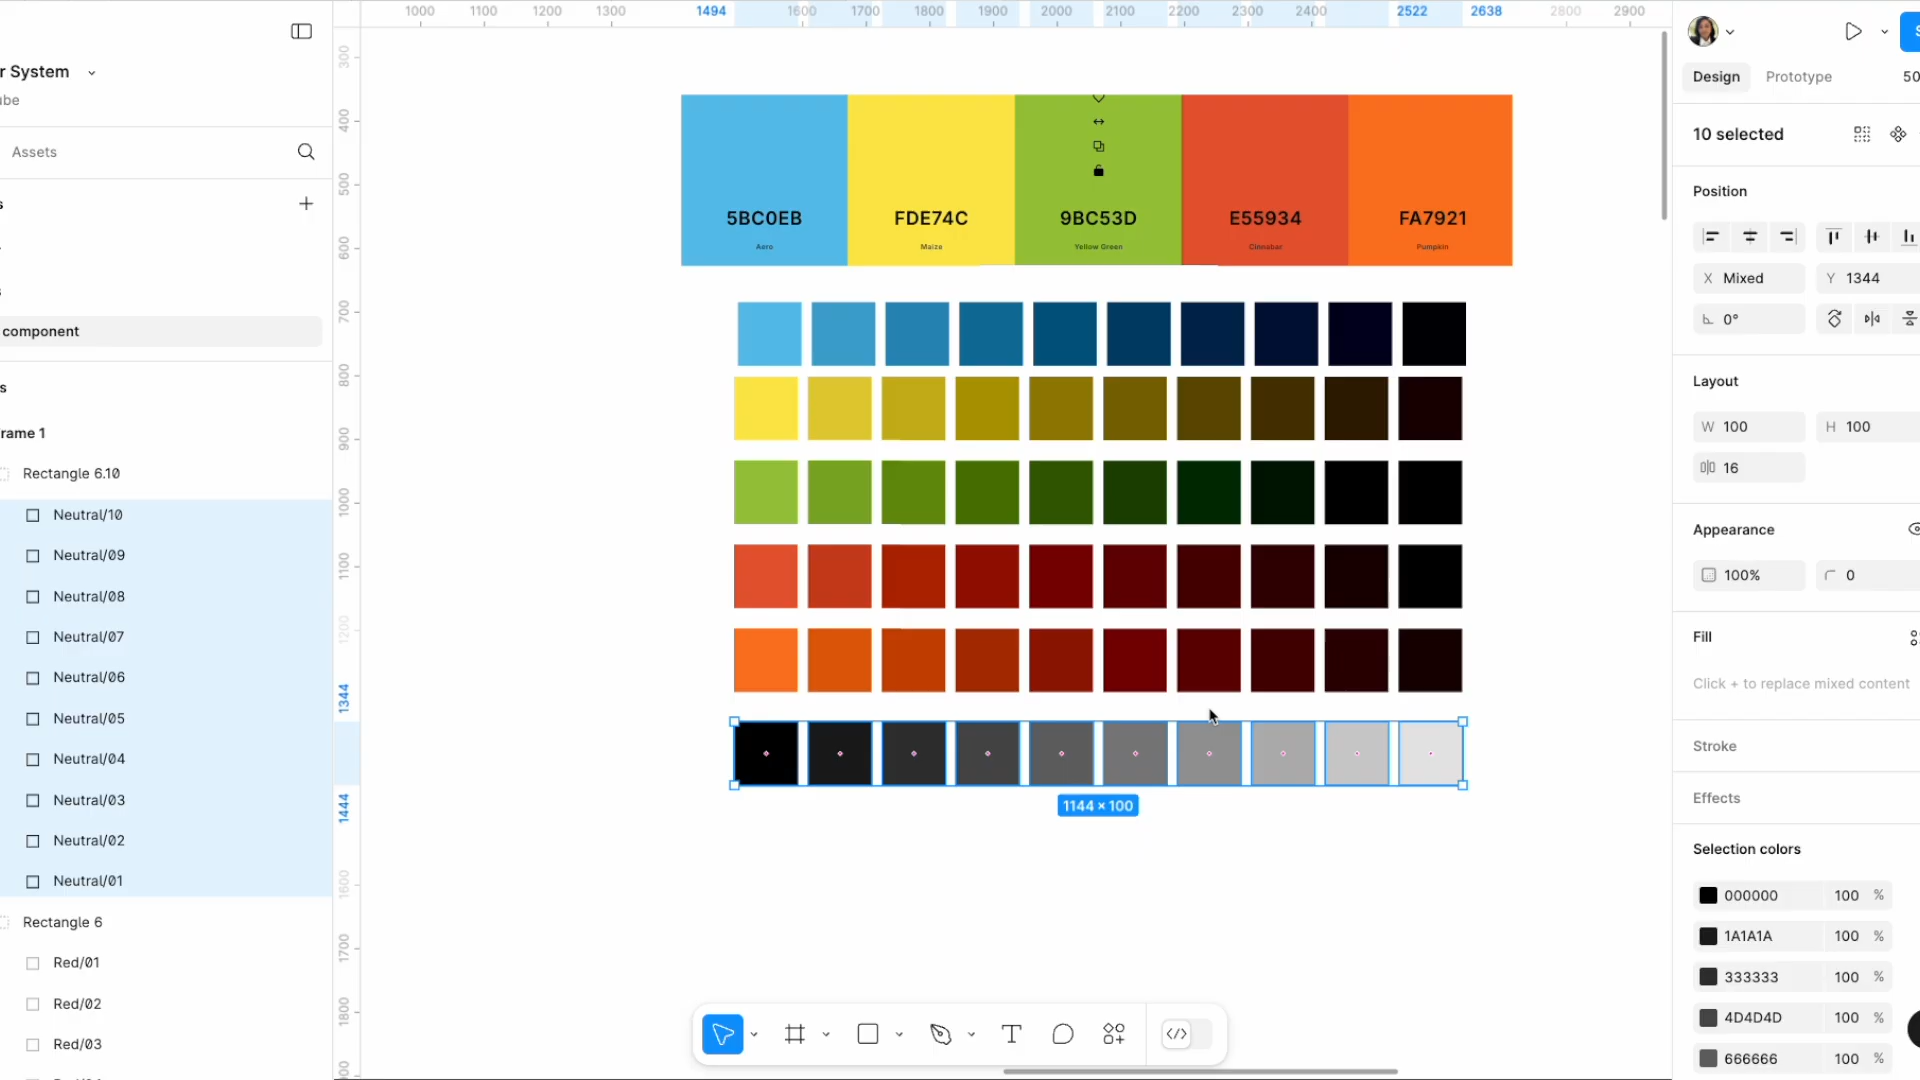 1000 1100 1200 1300 1494 1600 1700 1800 1900 2000 2100 2200 2300 2400 2522 2638 2800 2900
r System
ube
Assets
s
s
component
s
rame 1
Rectangle 6.10
Neutral/10
Neutral/09
Neutral/08
Neutral/07
Neutral/06
Neutral/05
Neutral/04
Neutral/03
Neutral/02
Neutral/01
Rectangle 6
Red/01
Red/02
Red/03
300
400
500
600
700
800
900
1000
1100
1200
1344
1444
1600
1700
1800
00
5BC0EB
Aero
FDE74C
Maize
9BC53D
Yellow Green
E55934
Cinnabar
FA7921
Pumpkin
1144 × 100
Design Prototype 50
10 selected
Position
X Mixed Y 1344
0°
Layout
W 100 H 100
16
Appearance
100% 0
Fill
Click + to replace mixed content
Stroke
Effects
Selection colors
000000 100 %
1A1A1A 100 %
333333 100 %
4D4D4D 100 %
666666 100 %